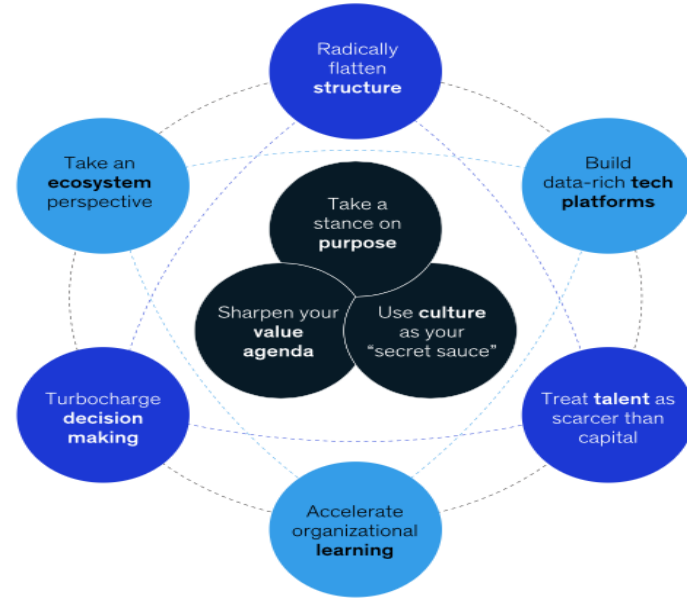 Radically
flatten
structure
Take an
ecosystem
perspective
Build
data-rich tech
platforms
Take a
stance on
purpose
Sharpen your
value
agenda
Use culture
as your
“secret sauce”
Turbocharge
decision
making
Treat talent as
scarcer than
capital
Accelerate
organizational
learning